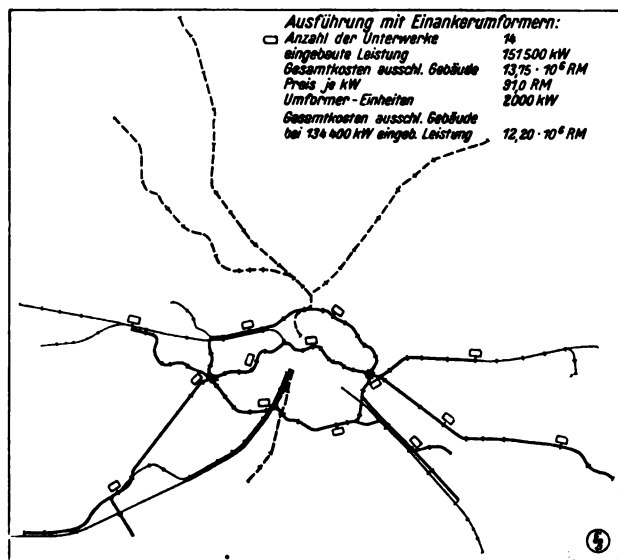 Ausführung mit Einankerumformern:
Anzahl der Unterwerke 14
eingebaute Leistung 151500 kW
Gesamtkosten ausschl. Gebäude 13,75 · 10⁶ RM
Preis je kW 91,0 RM
Umformer-Einheiten 2000 kW
Gesamtkosten ausschl. Gebäude
bei 134 400 kW eingeb. Leistung 12,20 · 10⁶ RM